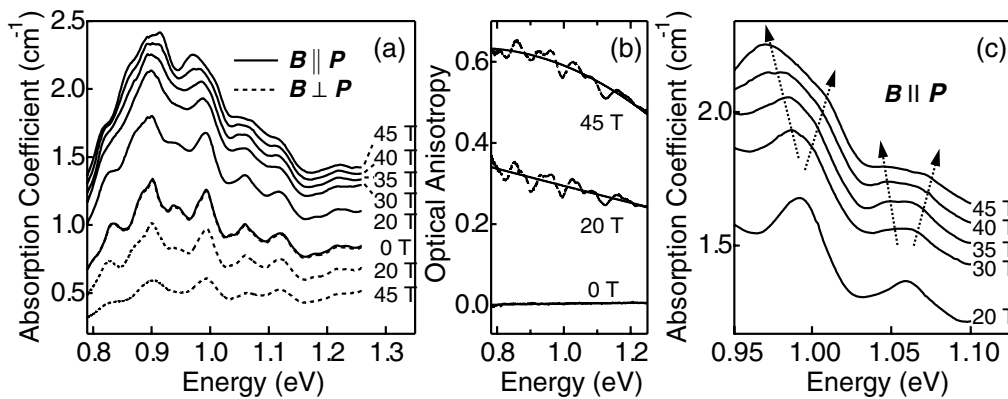 Absorption Coefficient (cm-1)
2.5
2.0
1.5
1.0
0.5
0.8
0.9
1.0
1.1
1.2
1.3
Energy (eV)
(a)
B || P
B ⊥ P
45 T
40 T
35 T
30 T
20 T
0 T
20 T
45 T
Optical Anisotropy
0.6
0.4
0.2
0.0
0.8
1.0
1.2
Energy (eV)
(b)
45 T
20 T
0 T
Absorption Coefficient (cm-1)
2.0
1.5
0.95
1.00
1.05
1.10
Energy (eV)
(c)
B || P
45 T
40 T
35 T
30 T
20 T